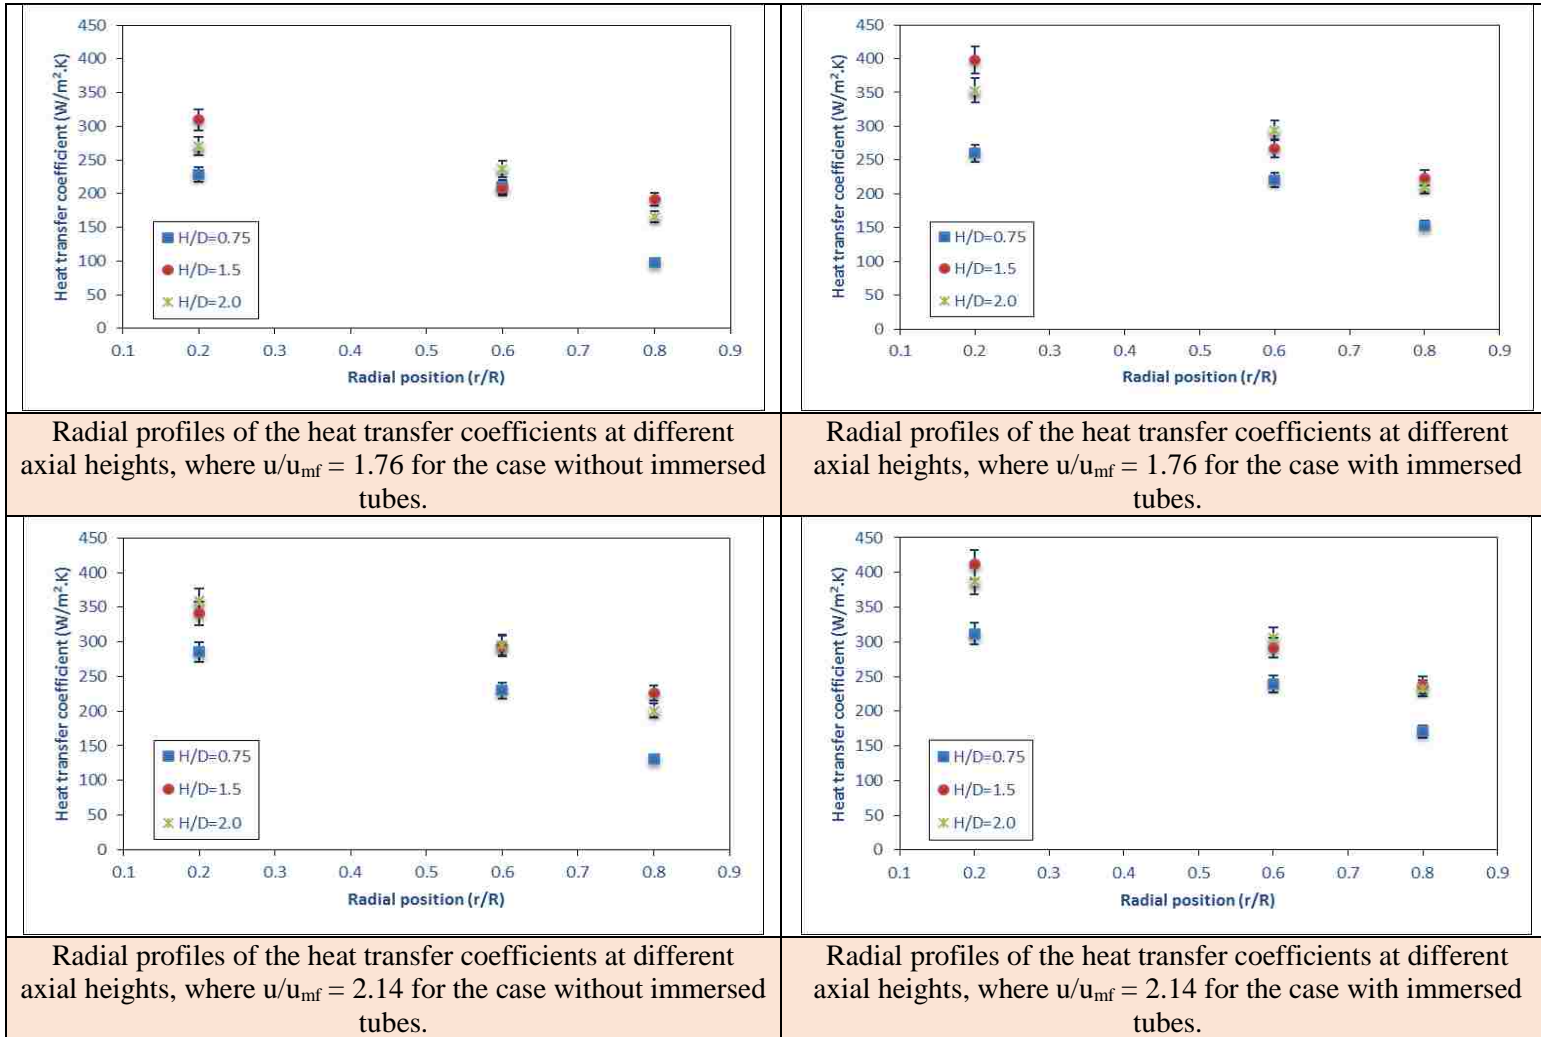 450
400
350
300
250
200
150
100
50
0
Heat transfer coefficient (W/m².K)
H/D=0.75
H/D=1.5
H/D=2.0
0.1 0.2 0.3 0.4 0.5 0.6 0.7 0.8 0.9
Radial position (r/R)
Radial profiles of the heat transfer coefficients at different
axial heights, where u/umf = 1.76 for the case without immersed
tubes.
450
400
350
300
250
200
150
100
50
0
Heat transfer coefficient (W/m².K)
H/D=0.75
H/D=1.5
H/D=2.0
0.1 0.2 0.3 0.4 0.5 0.6 0.7 0.8 0.9
Radial position (r/R)
Radial profiles of the heat transfer coefficients at different
axial heights, where u/umf = 1.76 for the case with immersed
tubes.
450
400
350
300
250
200
150
100
50
0
Heat transfer coefficient (W/m².K)
H/D=0.75
H/D=1.5
H/D=2.0
0.1 0.2 0.3 0.4 0.5 0.6 0.7 0.8 0.9
Radial position (r/R)
Radial profiles of the heat transfer coefficients at different
axial heights, where u/umf = 2.14 for the case without immersed
tubes.
450
400
350
300
250
200
150
100
50
0
Heat transfer coefficient (W/m².K)
H/D=0.75
H/D=1.5
H/D=2.0
0.1 0.2 0.3 0.4 0.5 0.6 0.7 0.8 0.9
Radial position (r/R)
Radial profiles of the heat transfer coefficients at different
axial heights, where u/umf = 2.14 for the case with immersed
tubes.